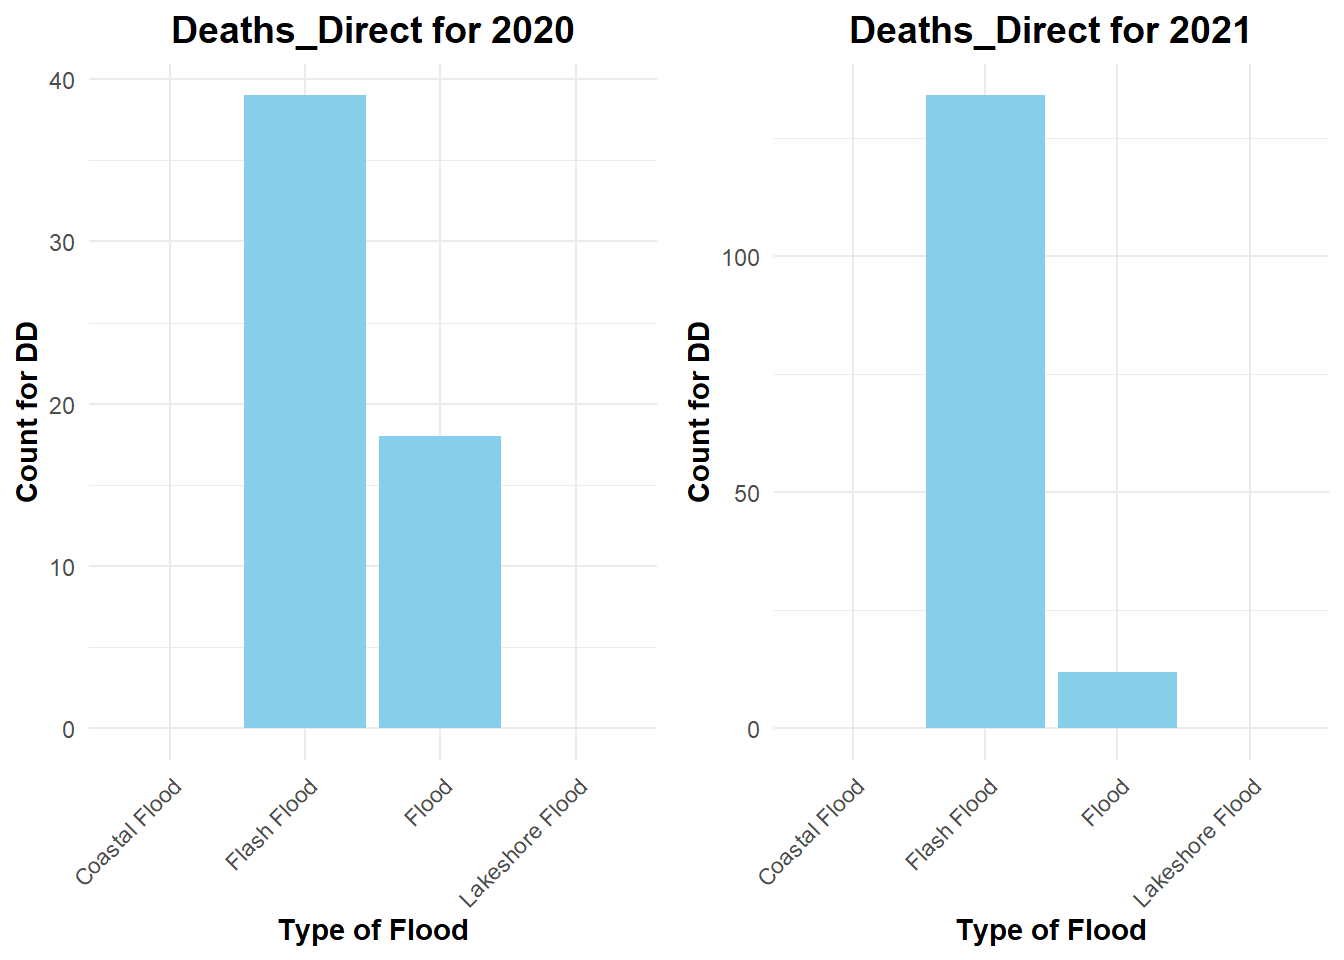 Deaths_Direct for 2020
Count for DD
40
30
20
10
0
Coastal Flood
Flash Flood
Flood
Lakeshore Flood
Type of Flood
Deaths_Direct for 2021
Count for DD
100
50
0
Coastal Flood
Flash Flood
Flood
Lakeshore Flood
Type of Flood